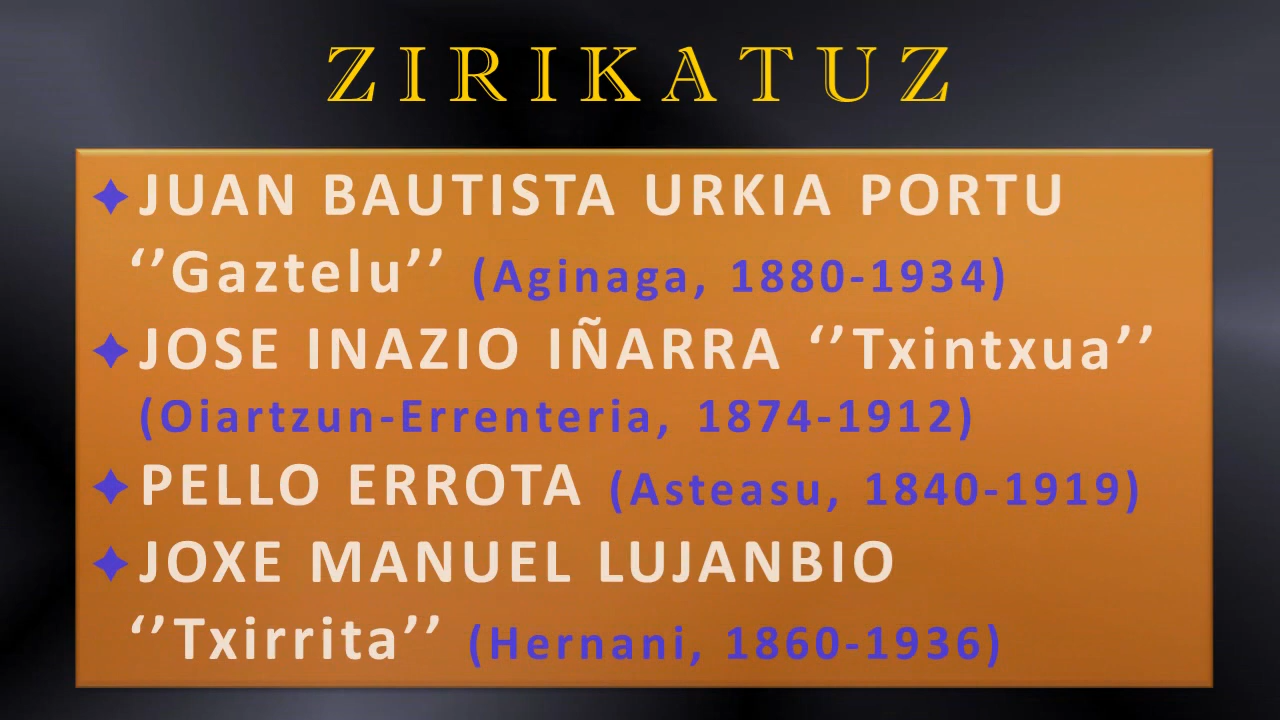 ZIRIKATUZ
JUAN BAUTISTA URKIA PORTU
‘’Gaztelu’’ (Aginaga, 1880-1934)
JOSE INAZIO IÑARRA ‘’Txintxua’’
(Oiartzun-Errenteria, 1874-1912)
PELLO ERROTA (Asteasu, 1840-1919)
JOXE MANUEL LUJANBIO
‘’Txirrita’’ (Hernani, 1860-1936)